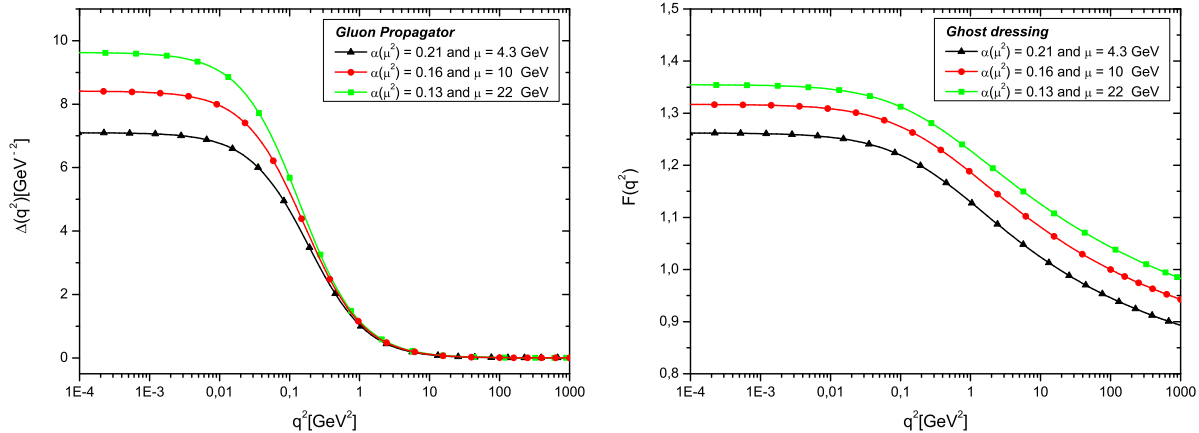 Gluon Propagator
α(μ²) = 0.21 and μ = 4.3 GeV
α(μ²) = 0.16 and μ = 10 GeV
α(μ²) = 0.13 and μ = 22 GeV
10
8
6
4
2
0
Δ(q²)[GeV⁻²]
1E-4 1E-3 0,01 0,1 1 10 100 1000
q²[GeV²]
Ghost dressing
α(μ²) = 0.21 and μ = 4.3 GeV
α(μ²) = 0.16 and μ = 10 GeV
α(μ²) = 0.13 and μ = 22 GeV
1,5
1,4
1,3
1,2
1,1
1,0
0,9
0,8
F(q²)
1E-4 1E-3 0,01 0,1 1 10 100 1000
q²[GeV²]